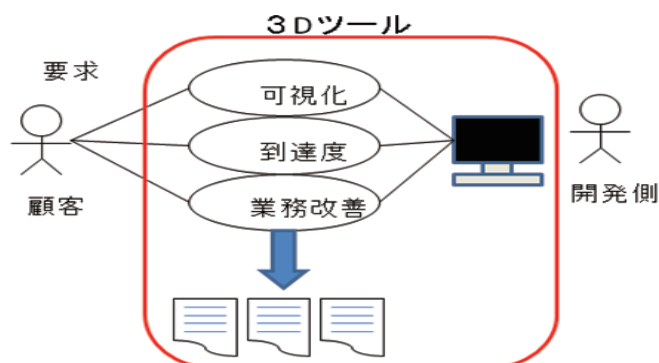 ３Dツール
要求
可視化
到達度
業務改善
顧客
開発側